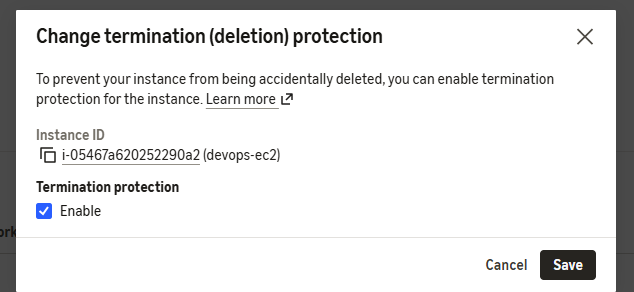 Change termination (deletion) protection
To prevent your instance from being accidentally deleted, you can enable termination
protection for the instance. Learn more
Instance ID
i-05467a620252290a2 (devops-ec2)
Termination protection
Enable
ork
Cancel Save